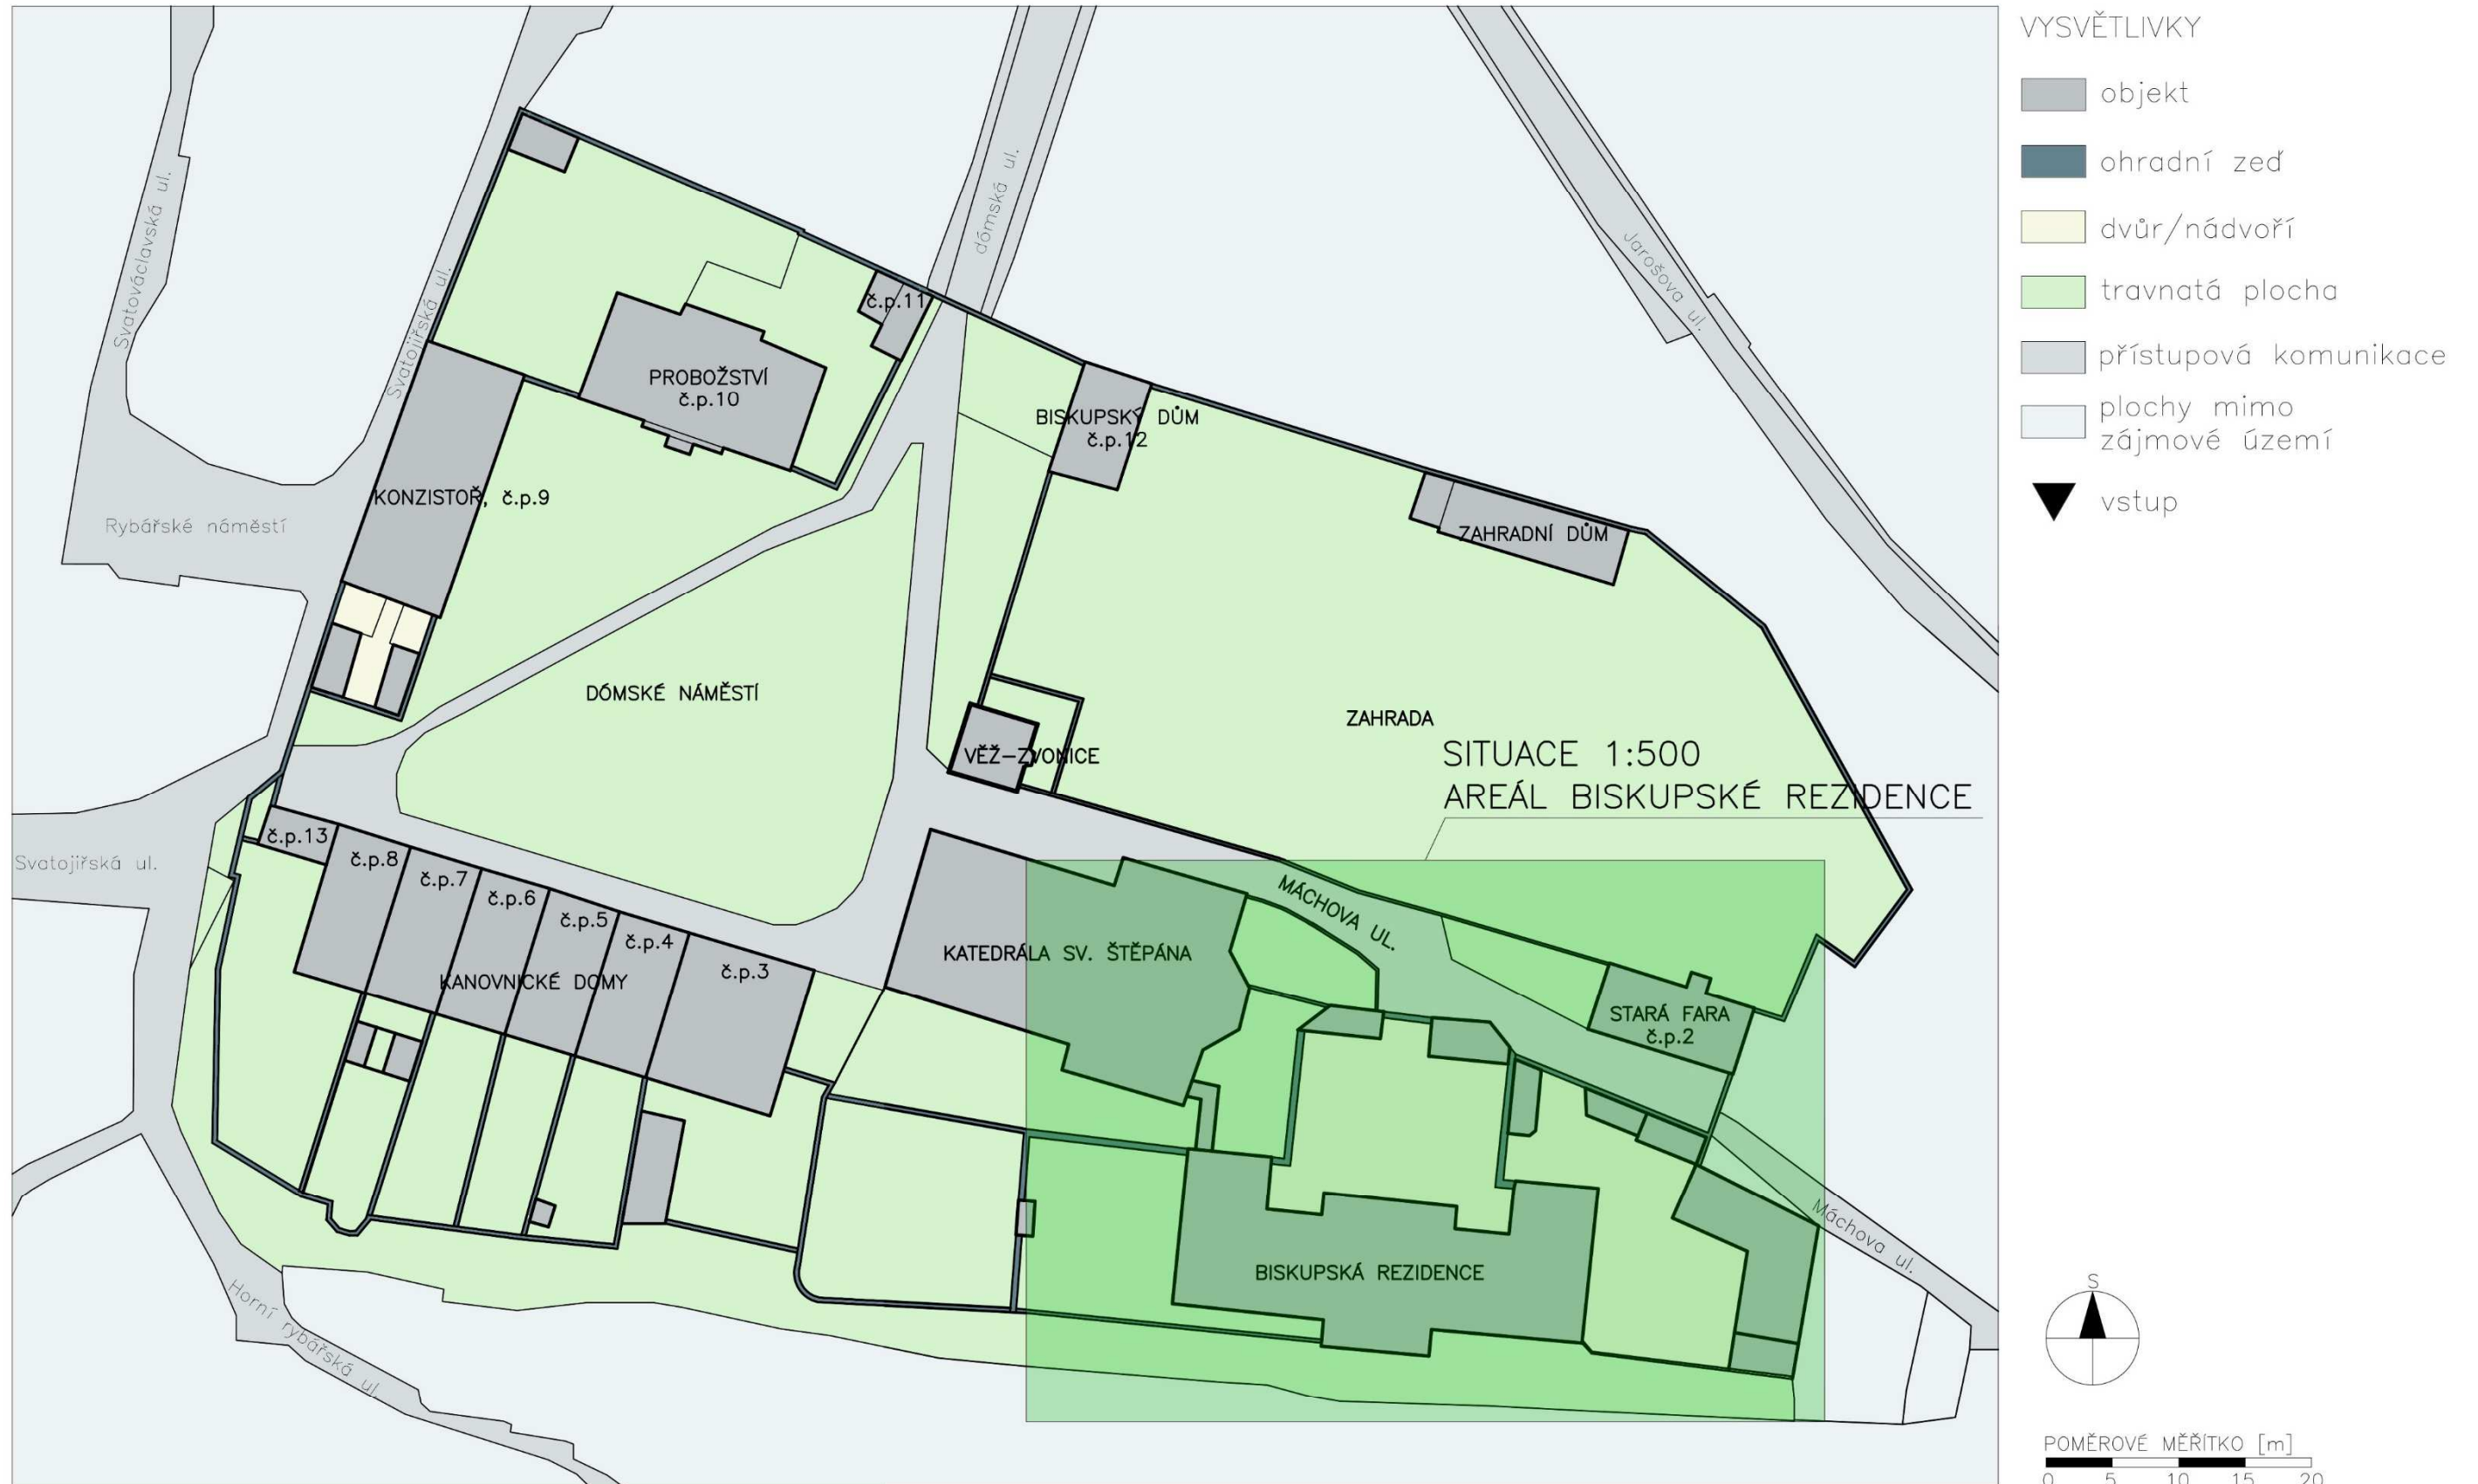 VYSVĚTLIVKY
objekt
ohradní zeď
dvůr/nádvoří
travnatá plocha
přístupová komunikace
plochy mimo
zájmové území
vstup
Svatováclavská ul.
Svatojiřská ul.
dómská ul.
Jarošova ul.
č.p.11
PROBOŽSTVÍ
č.p.10
BISKUPSKÝ DŮM
č.p.12
KONZISTOŘ, č.p.9
Rybářské náměstí
ZAHRADNÍ DŮM
DÓMSKÉ NÁMĚSTÍ
ZAHRADA
VĚŽ-ZVONICE
SITUACE 1:500
AREÁL BISKUPSKÉ REZIDENCE
č.p.13
č.p.8
č.p.7
č.p.6
č.p.5
č.p.4
č.p.3
Svatojiřská ul.
KANOVNICKÉ DOMY
KATEDRÁLA SV. ŠTĚPÁNA
MÁCHOVA UL.
STARÁ FARA
č.p.2
BISKUPSKÁ REZIDENCE
Máchova ul.
Horní rybářská ul.
S
POMĚROVÉ MĚŘÍTKO [m]
0 5 10 15 20